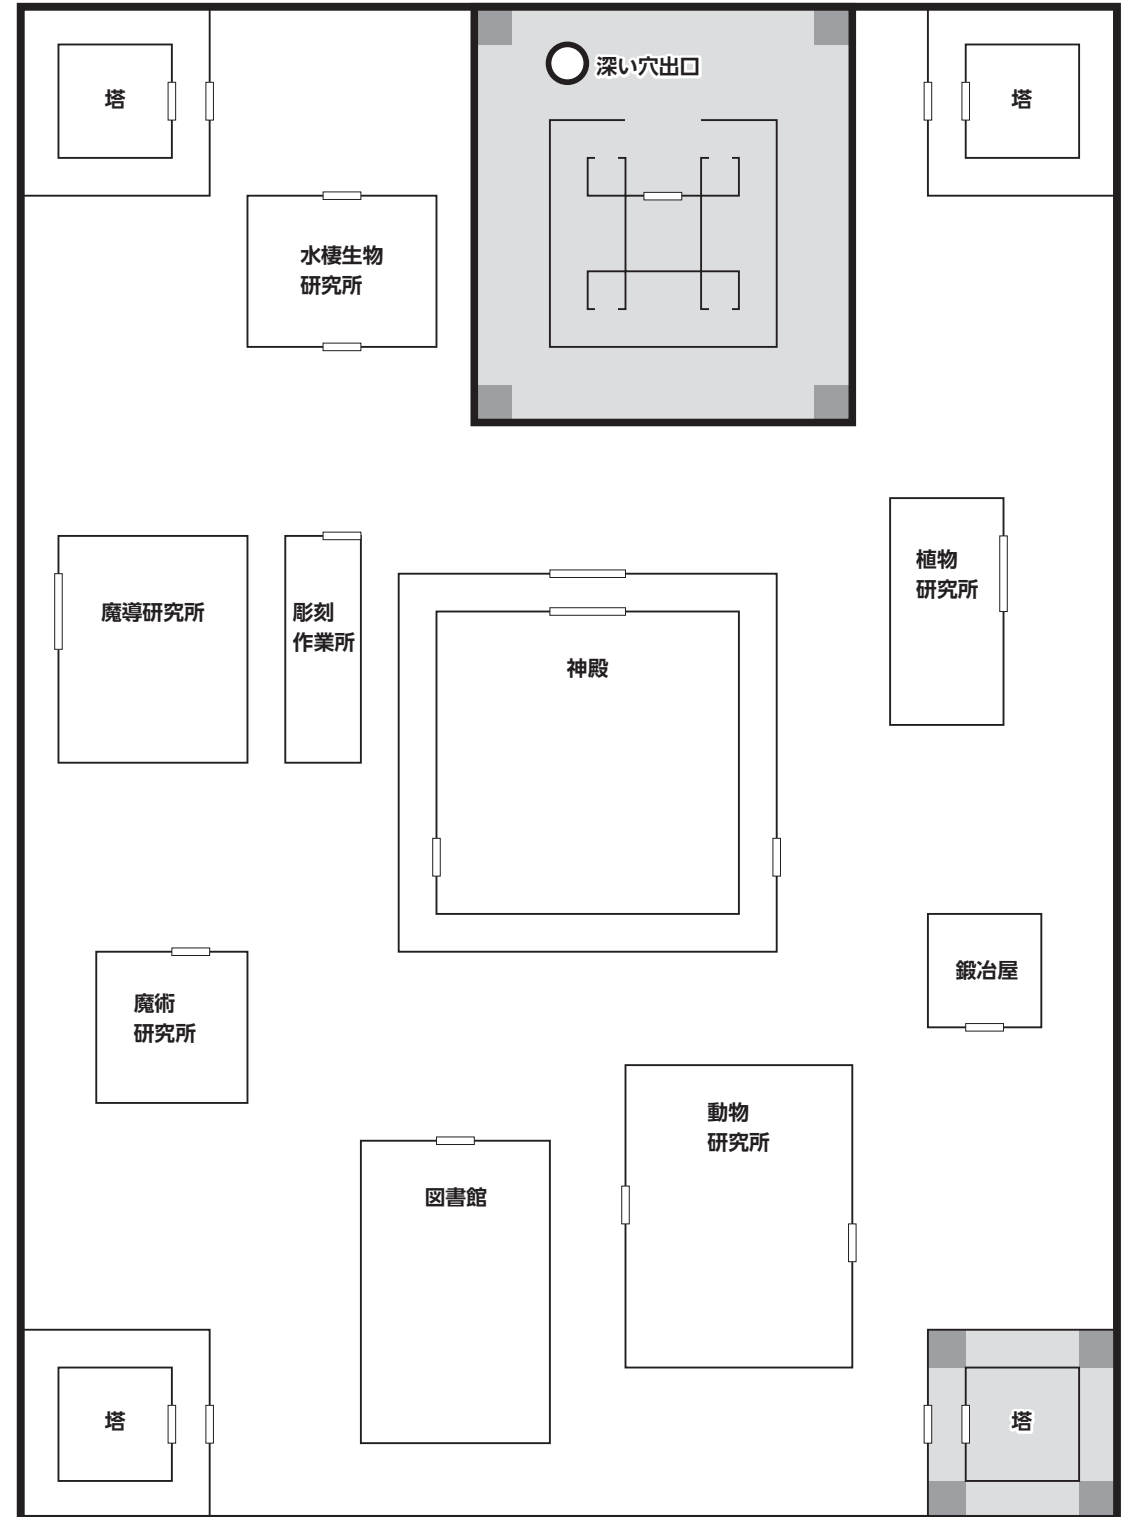 塔
深い穴出口
塔
水棲生物
研究所
植物
研究所
魔導研究所
彫刻
作業所
神殿
鍛冶屋
魔術
研究所
動物
研究所
図書館
塔
塔